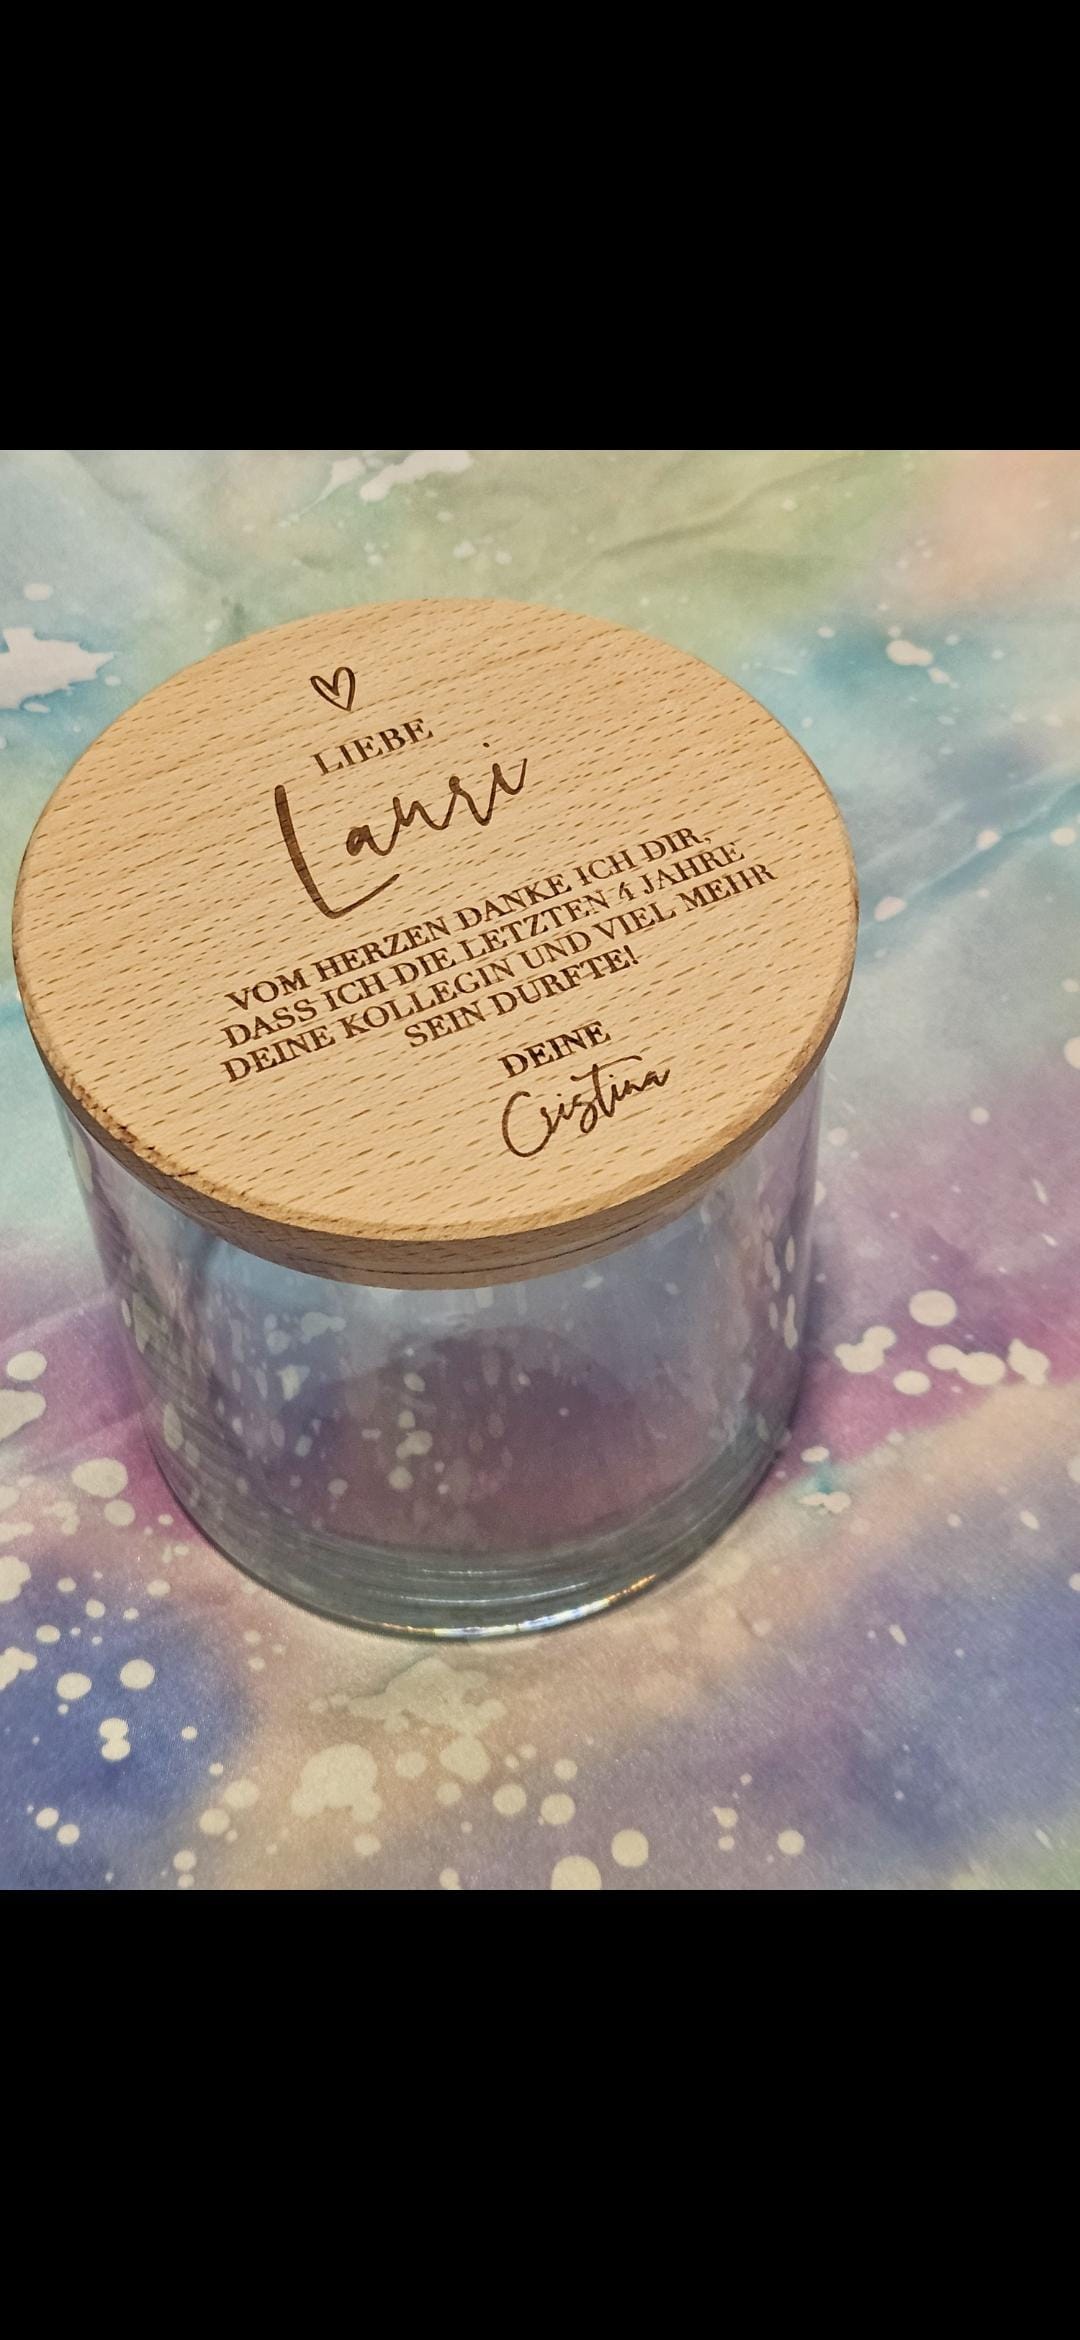 LIEBE
Lauri
VOM HERZEN DANKE ICH DIR,
DASS ICH DIE LETZTEN 4 JAHRE
DEINE KOLLEGIN UND VIEL MEHR
SEIN DURFTE!
DEINE
Cristina